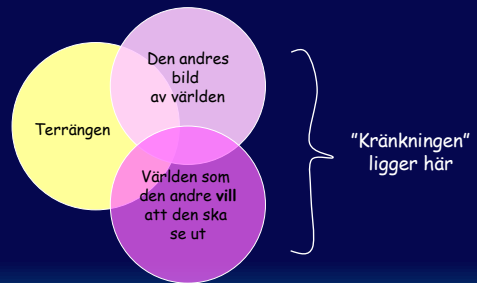 Den andres
bild
av världen
Terrängen
"Kränkningen"
ligger här
Världen som
den andre vill
att den ska
se ut